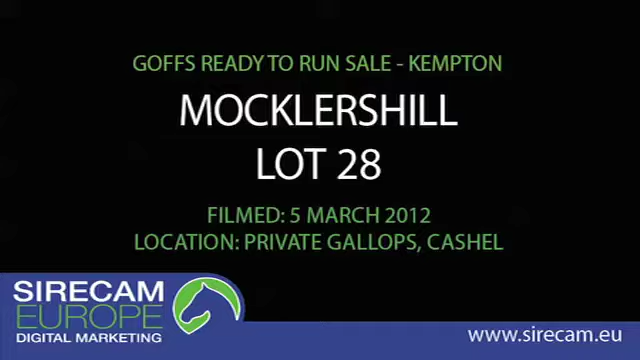 GOFFS READY TO RUN SALE - KEMPTON
MOCKLERSHILL
LOT 28
FILMED: 5 MARCH 2012
LOCATION: PRIVATE GALLOPS, CASHEL
SIRECAM
EUROPE
DIGITAL MARKETING
www.sirecam.eu